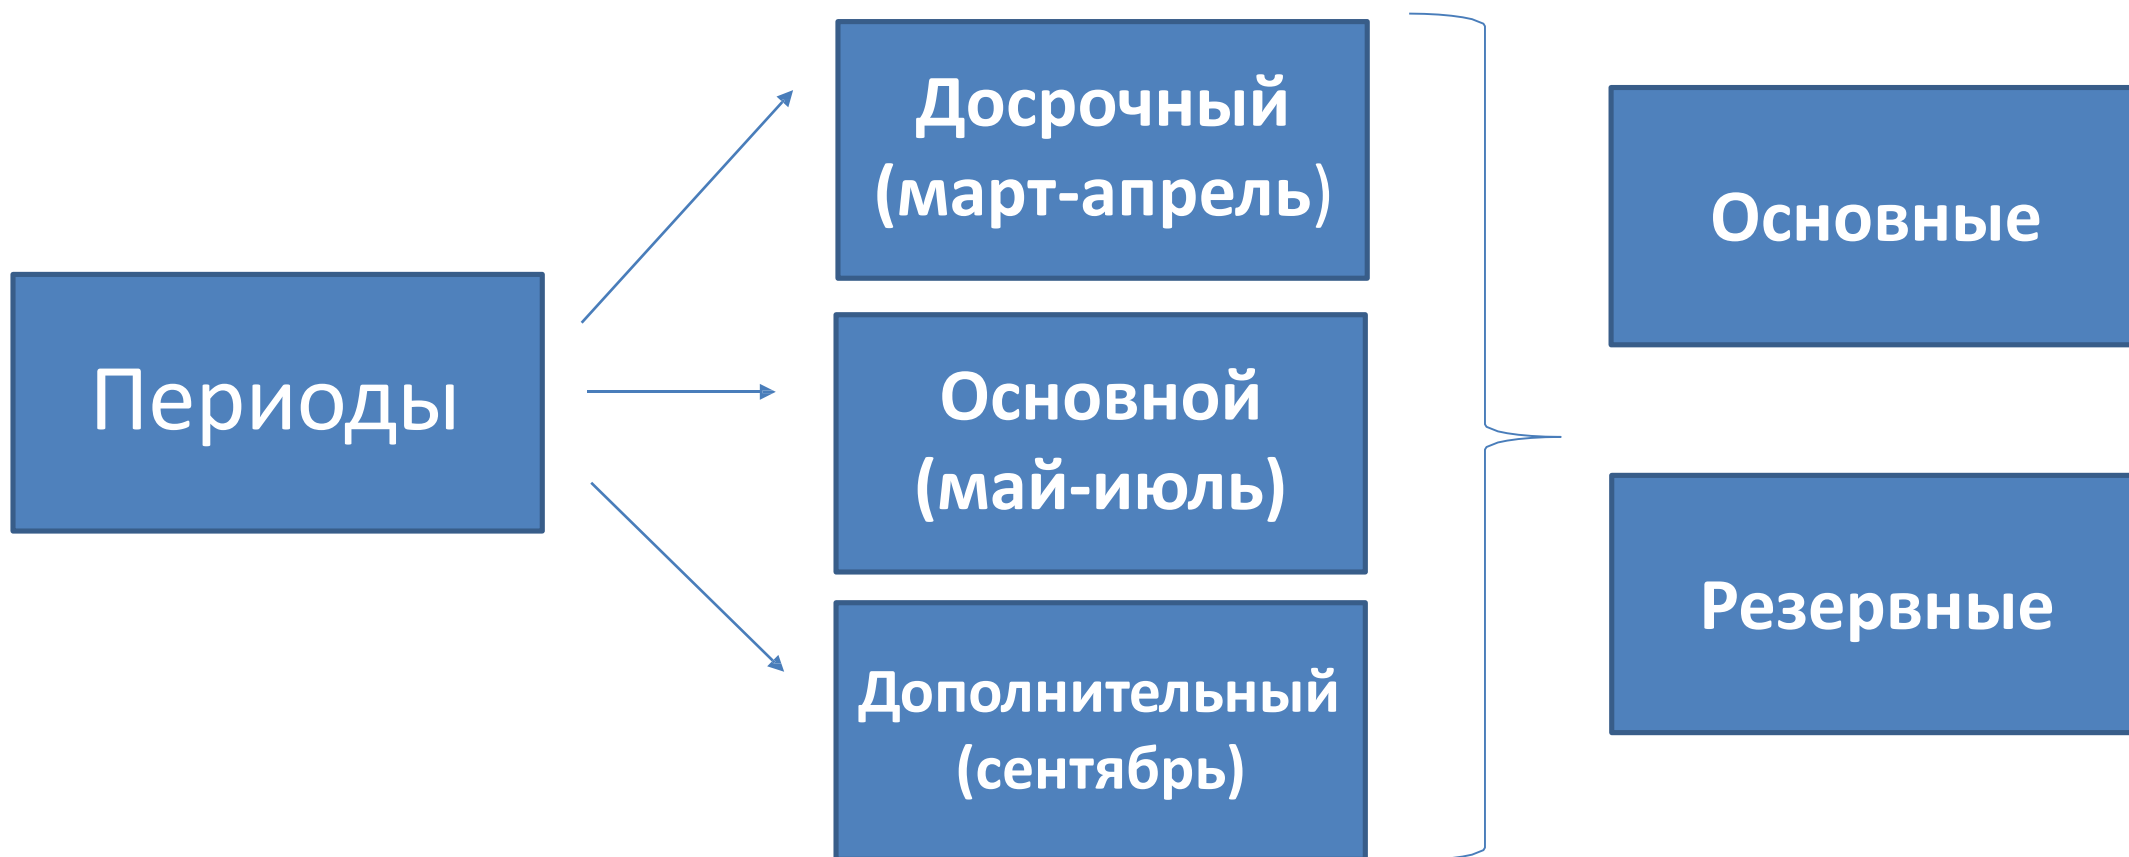 Периоды
Досрочный
(март-апрель)
Основной
(май-июль)
Дополнительный
(сентябрь)
Основные
Резервные